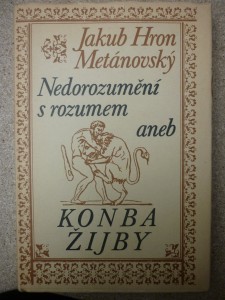 Jakub Hron
Metánovský
Nedorozumění
s rozumem
aneb
KONBA
ŽIJBY